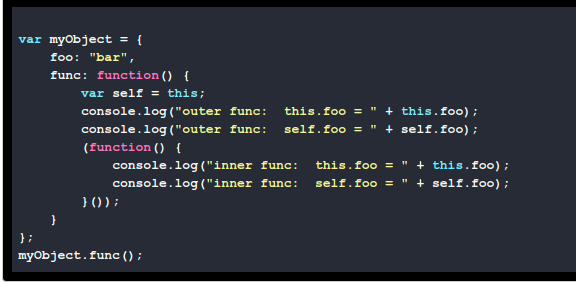 var myObject = {
    foo: "bar",
    func: function() {
        var self = this;
        console.log("outer func:  this.foo = " + this.foo);
        console.log("outer func:  self.foo = " + self.foo);
        (function() {
            console.log("inner func:  this.foo = " + this.foo);
            console.log("inner func:  self.foo = " + self.foo);
        }());
    }
};
myObject.func();